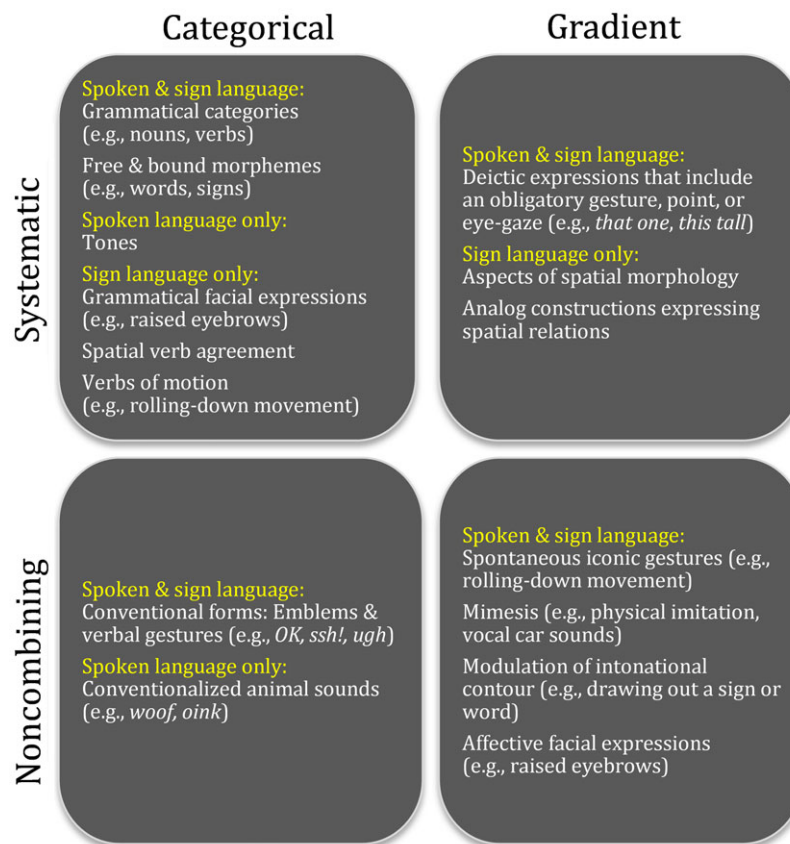 Categorical
Gradient
Systematic
Spoken & sign language:
Grammatical categories
(e.g., nouns, verbs)
Free & bound morphemes
(e.g., words, signs)
Spoken language only:
Tones
Sign language only:
Grammatical facial expressions
(e.g., raised eyebrows)
Spatial verb agreement
Verbs of motion
(e.g., rolling-down movement)
Spoken & sign language:
Deictic expressions that include
an obligatory gesture, point, or
eye-gaze (e.g., that one, this tall)
Sign language only:
Aspects of spatial morphology
Analog constructions expressing
spatial relations
Noncombining
Spoken & sign language:
Conventional forms: Emblems &
verbal gestures (e.g., OK, ssh!, ugh)
Spoken language only:
Conventionalized animal sounds
(e.g., woof, oink)
Spoken & sign language:
Spontaneous iconic gestures (e.g.,
rolling-down movement)
Mimesis (e.g., physical imitation,
vocal car sounds)
Modulation of intonational
contour (e.g., drawing out a sign or
word)
Affective facial expressions
(e.g., raised eyebrows)